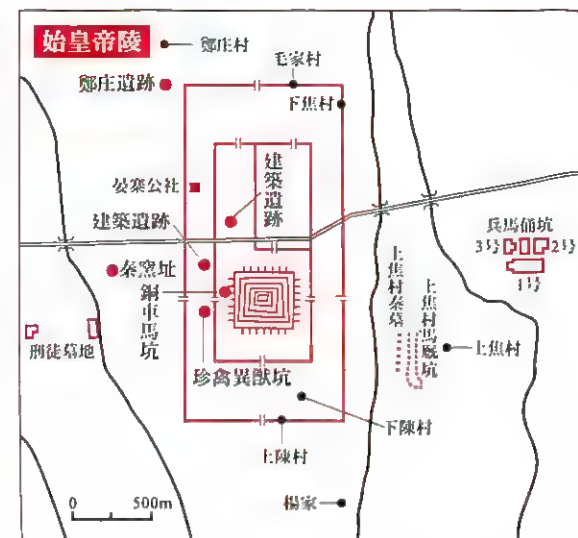 始皇帝陵
鄭庄村
毛家村
鄭庄遺跡
下焦村
建築遺跡
晏寨公社
建築遺跡
兵馬俑坑
3号
2号
1号
秦窯址
銅車馬坑
上焦村秦墓
上焦村馬厩坑
刑徒墓地
上焦村
珍禽異獣坑
下陳村
上陳村
楊家
0
500m